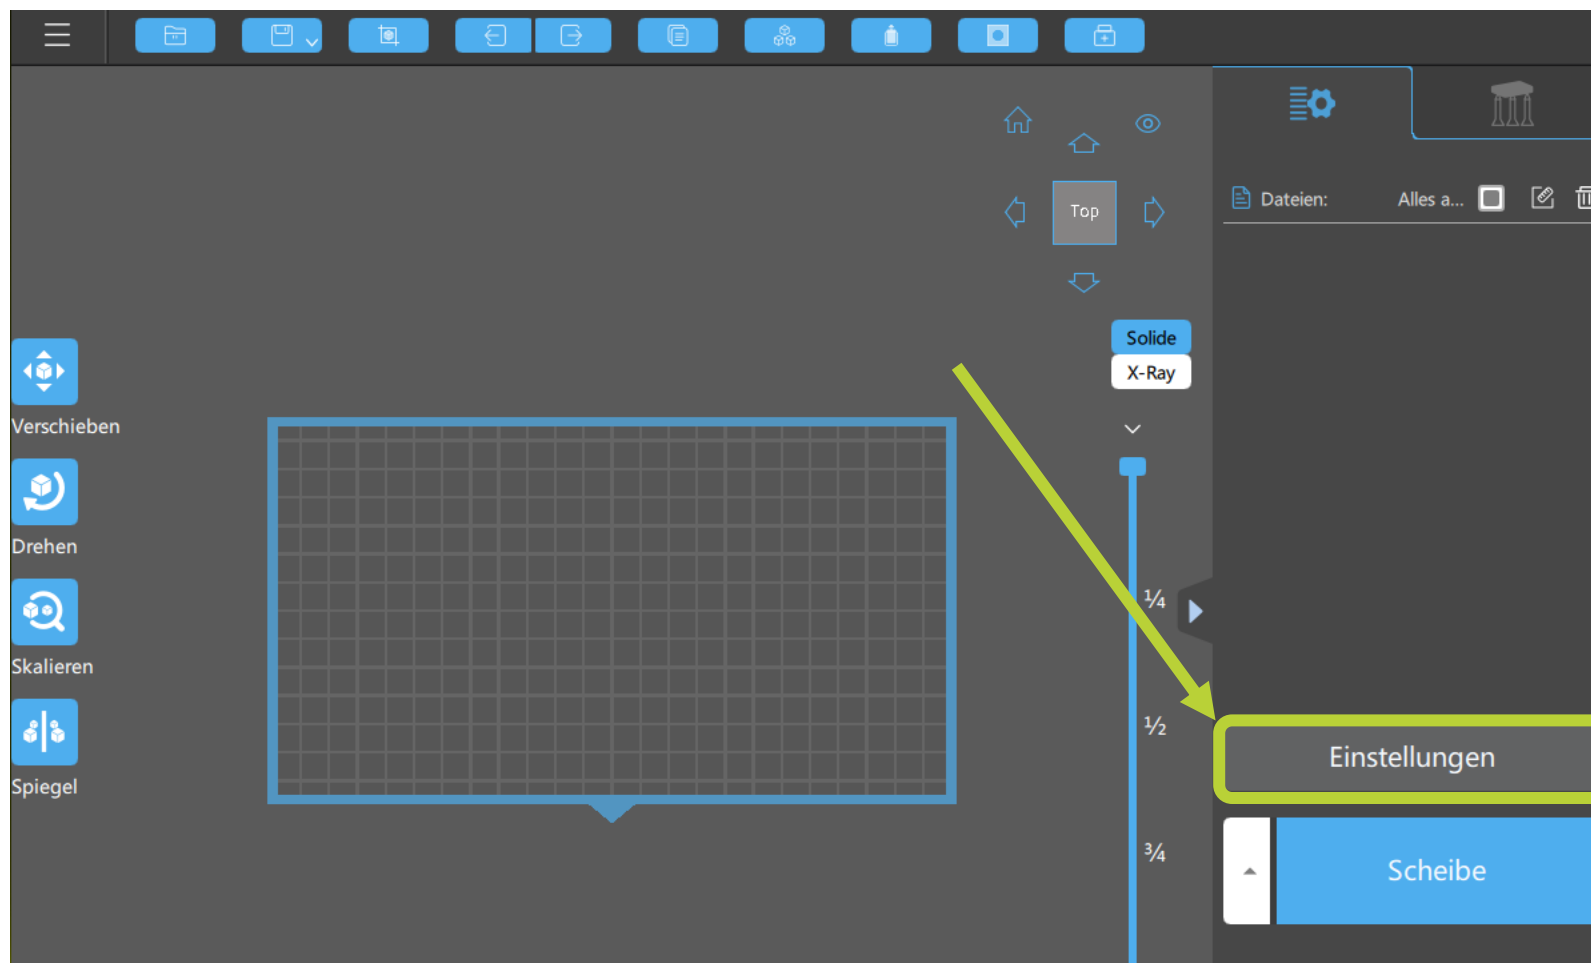 Top
Dateien:
Alles a...
Solide
X-Ray
Verschieben
Drehen
Skalieren
Spiegel
¼
½
¾
Einstellungen
Scheibe